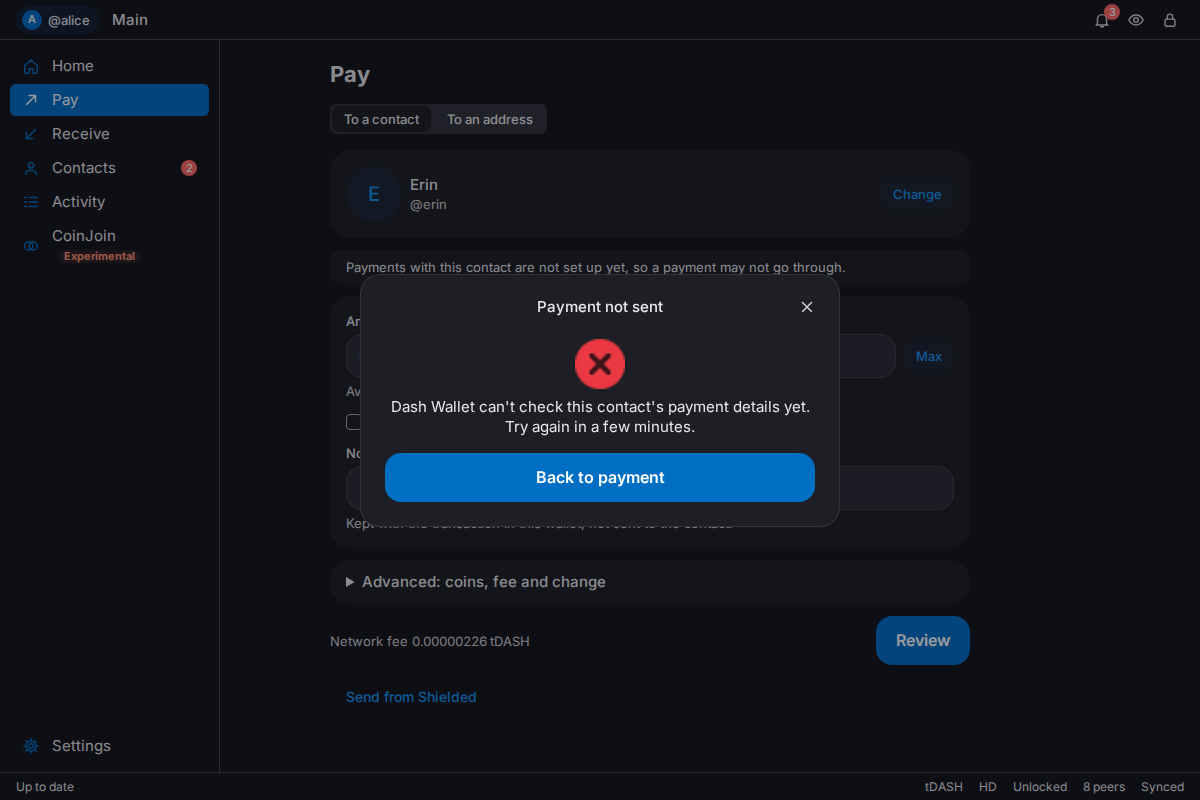 A @alice Main 3
Home
Pay
Receive
Contacts 2
Activity
CoinJoin
Experimental
Settings
Pay
To a contact To an address
E Erin
@erin
Change
Payments with this contact are not set up yet, so a payment may not go through.
Max
Payment not sent
Dash Wallet can't check this contact's payment details yet.
Try again in a few minutes.
Back to payment
Advanced: coins, fee and change
Network fee 0.00000226 tDASH
Review
Send from Shielded
Up to date tDASH HD Unlocked 8 peers Synced